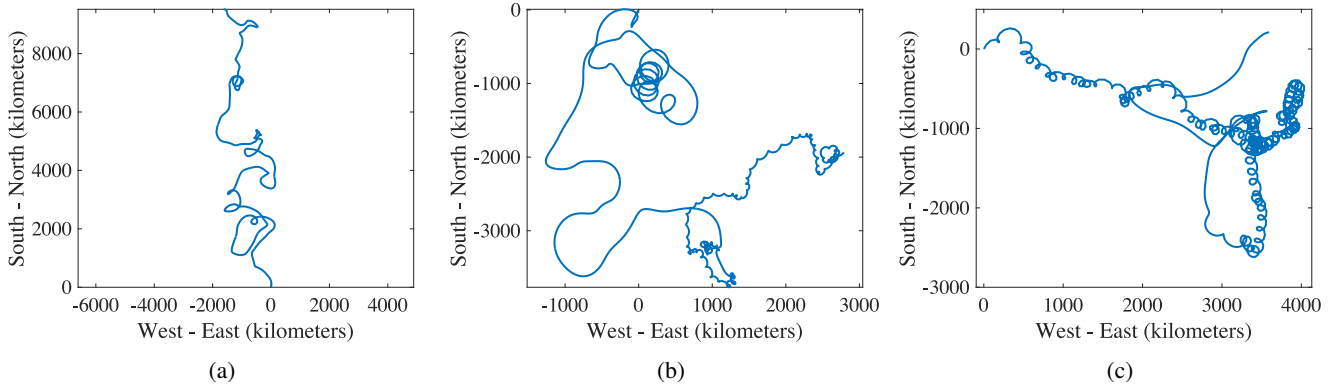 8000
6000
4000
2000
0
South - North (kilometers)
-6000 -4000 -2000 0 2000 4000
West - East (kilometers)
(a)
0
-1000
-2000
-3000
South - North (kilometers)
-1000 0 1000 2000 3000
West - East (kilometers)
(b)
0
-1000
-2000
-3000
South - North (kilometers)
0 1000 2000 3000 4000
West - East (kilometers)
(c)